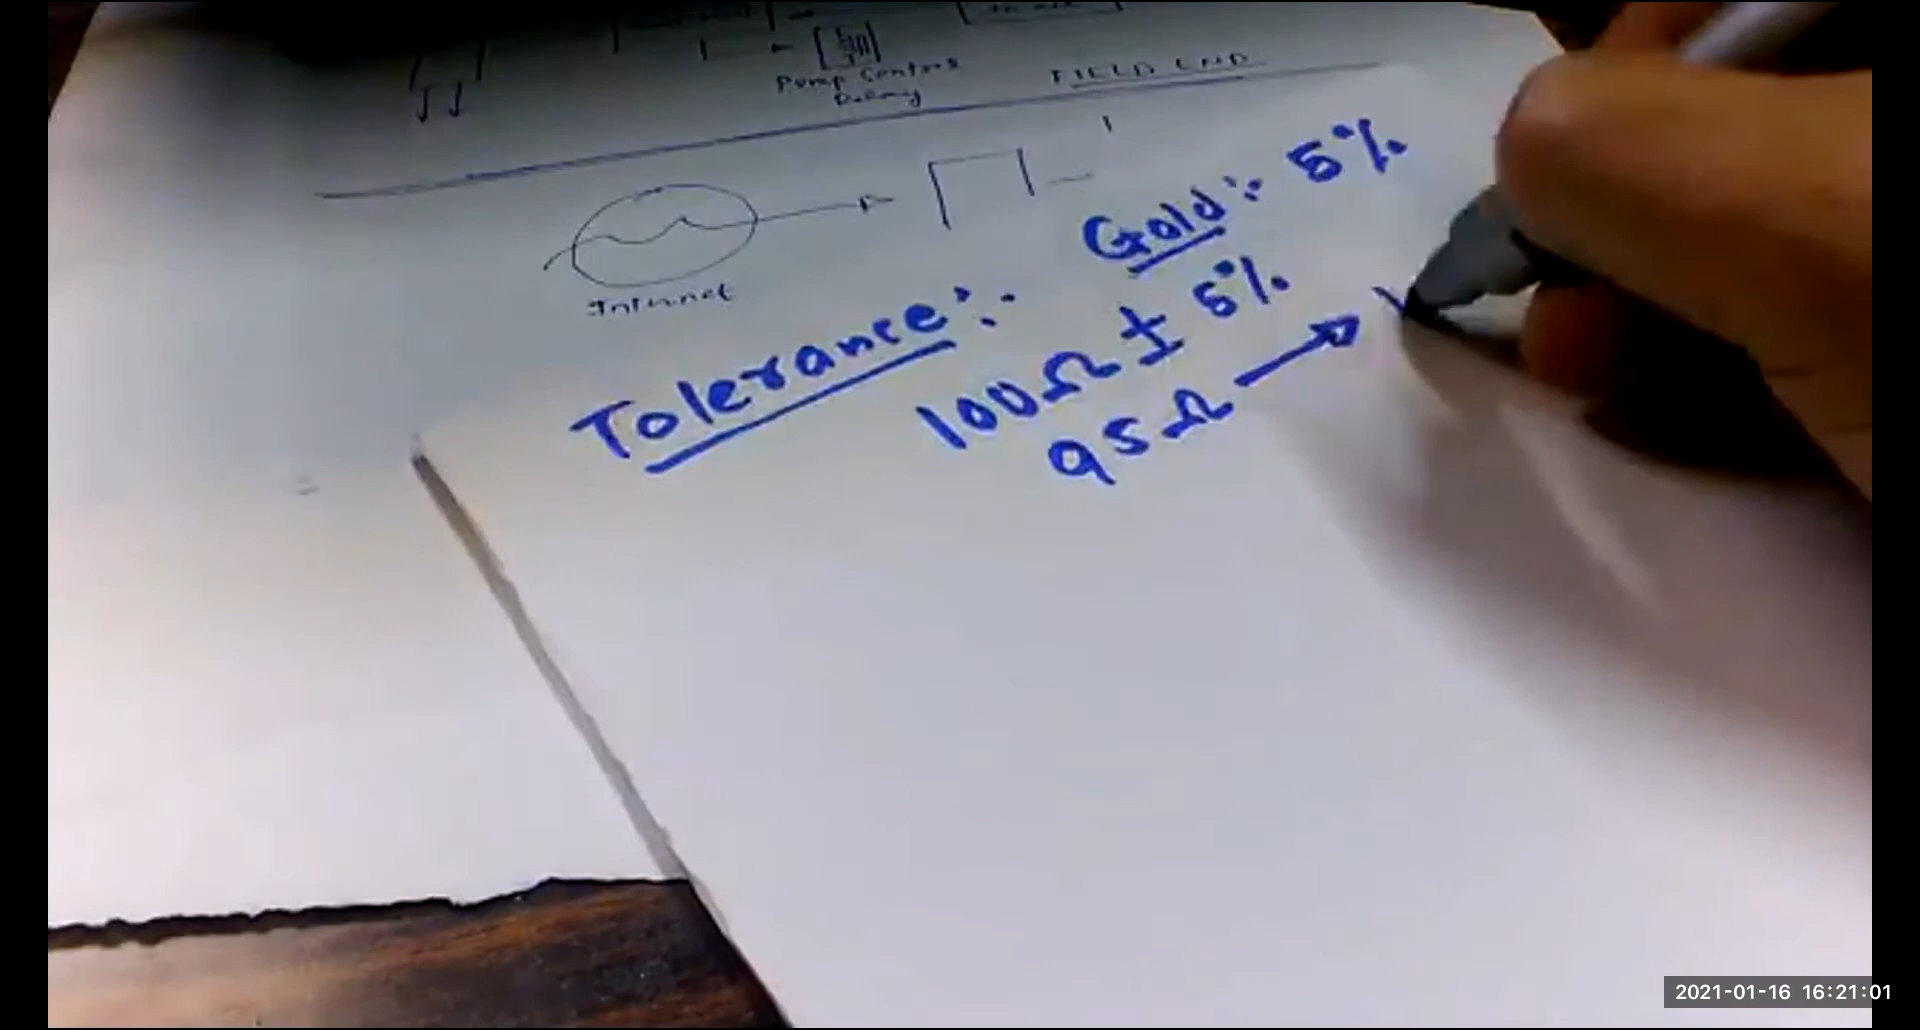 Pump Control
Delay
FIELD END
Internet
Gold:- 5%
Tolerance:-
100Ω ± 5%
95Ω →
2021-01-16 16:21:01